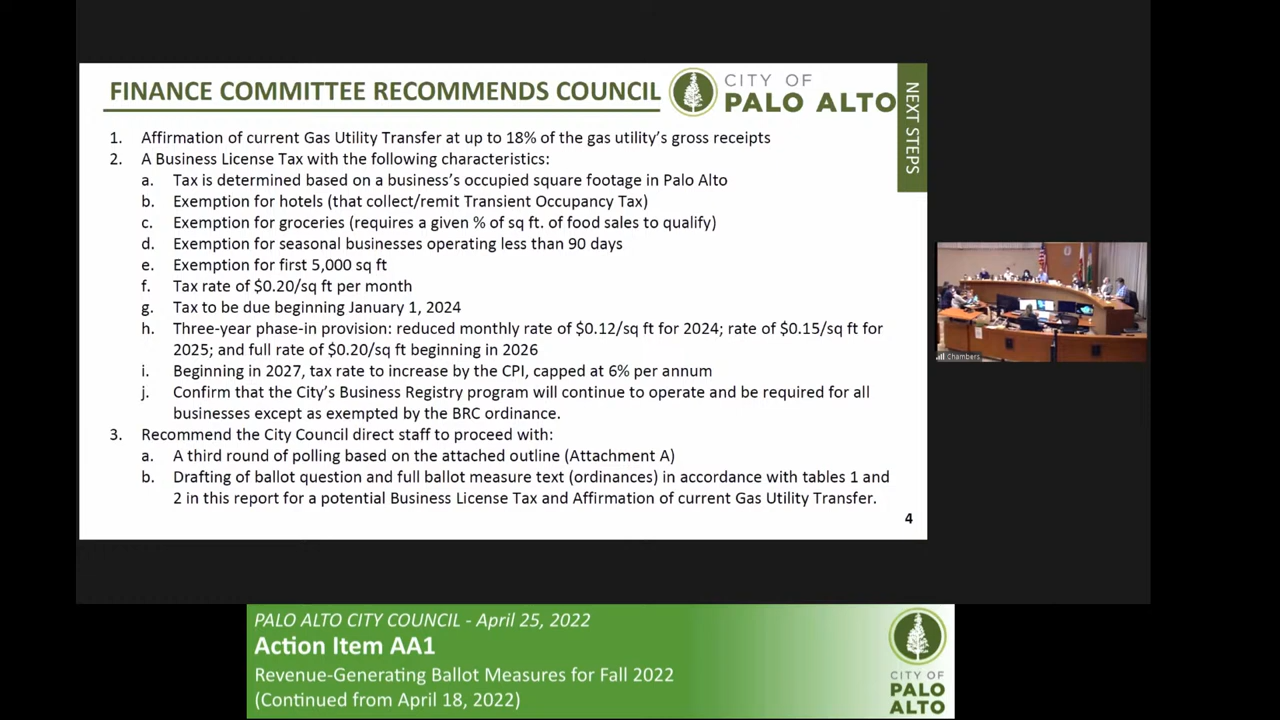 FINANCE COMMITTEE RECOMMENDS COUNCIL
CITY OF
PALO ALTO
NEXT STEPS
1. Affirmation of current Gas Utility Transfer at up to 18% of the gas utility's gross receipts
2. A Business License Tax with the following characteristics:
a. Tax is determined based on a business's occupied square footage in Palo Alto
b. Exemption for hotels (that collect/remit Transient Occupancy Tax)
c. Exemption for groceries (requires a given % of sq ft. of food sales to qualify)
d. Exemption for seasonal businesses operating less than 90 days
e. Exemption for first 5,000 sq ft
f. Tax rate of $0.20/sq ft per month
g. Tax to be due beginning January 1, 2024
h. Three-year phase-in provision: reduced monthly rate of $0.12/sq ft for 2024; rate of $0.15/sq ft for
2025; and full rate of $0.20/sq ft beginning in 2026
i. Beginning in 2027, tax rate to increase by the CPI, capped at 6% per annum
j. Confirm that the City's Business Registry program will continue to operate and be required for all
businesses except as exempted by the BRC ordinance.
3. Recommend the City Council direct staff to proceed with:
a. A third round of polling based on the attached outline (Attachment A)
b. Drafting of ballot question and full ballot measure text (ordinances) in accordance with tables 1 and
2 in this report for a potential Business License Tax and Affirmation of current Gas Utility Transfer.
4
Chambers
PALO ALTO CITY COUNCIL - April 25, 2022
Action Item AA1
Revenue-Generating Ballot Measures for Fall 2022
(Continued from April 18, 2022)
CITY OF
PALO
ALTO